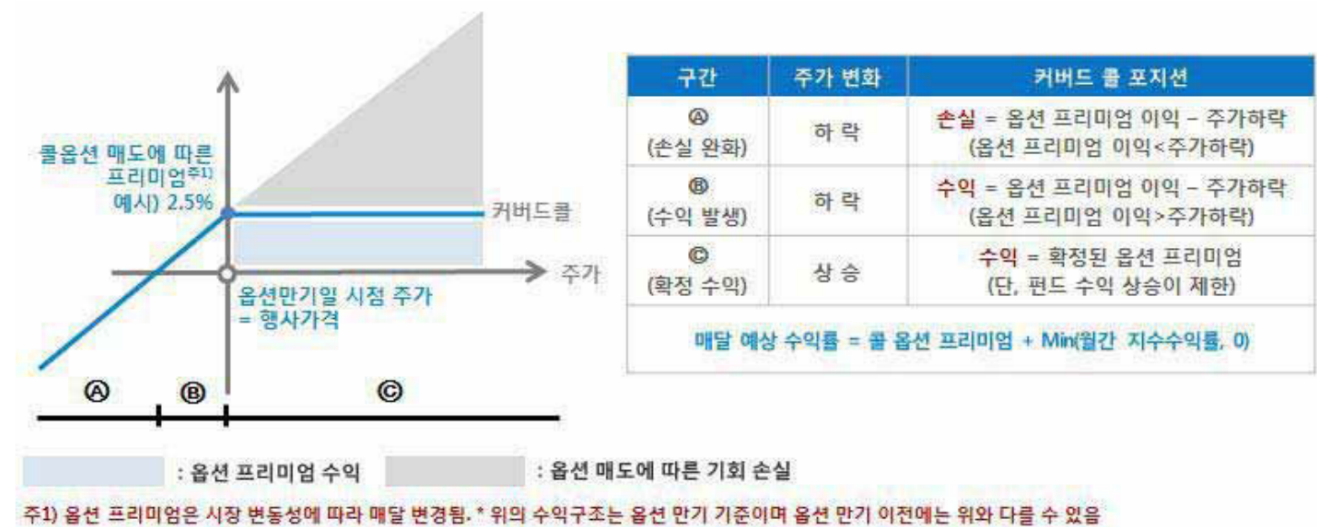 콜옵션 매도에 따른
프리미엄주1)
예시) 2.5%
커버드콜
주가
옵션만기일 시점 주가
= 행사가격
Ⓐ Ⓑ Ⓒ
구간 주가 변화 커버드 콜 포지션
Ⓐ
(손실 완화)
하 락
손실 = 옵션 프리미엄 이익 – 주가하락
(옵션 프리미엄 이익<주가하락)
Ⓑ
(수익 발생)
하 락
수익 = 옵션 프리미엄 이익 – 주가하락
(옵션 프리미엄 이익>주가하락)
Ⓒ
(확정 수익)
상 승
수익 = 확정된 옵션 프리미엄
(단, 펀드 수익 상승이 제한)
매달 예상 수익률 = 콜 옵션 프리미엄 + Min(월간 지수수익률, 0)
: 옵션 프리미엄 수익
: 옵션 매도에 따른 기회 손실
주1) 옵션 프리미엄은 시장 변동성에 따라 매달 변경됨. * 위의 수익구조는 옵션 만기 기준이며 옵션 만기 이전에는 위와 다를 수 있음